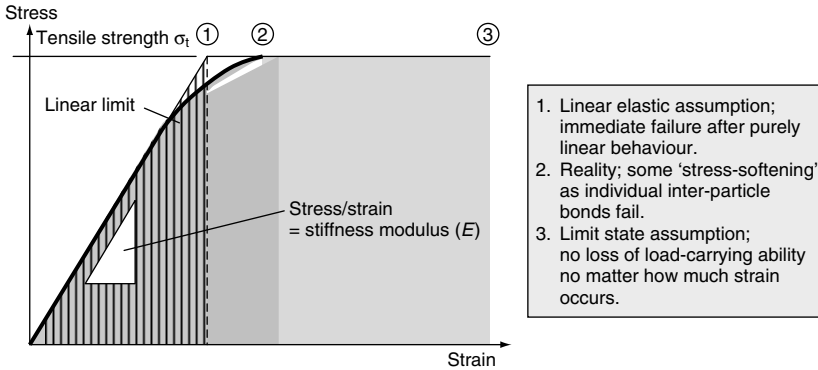 Stress
Tensile strength σt ① ② ③
Linear limit
Stress/strain
= stiffness modulus (E)
Strain
1. Linear elastic assumption;
immediate failure after purely
linear behaviour.
2. Reality; some ‘stress-softening’
as individual inter-particle
bonds fail.
3. Limit state assumption;
no loss of load-carrying ability
no matter how much strain
occurs.